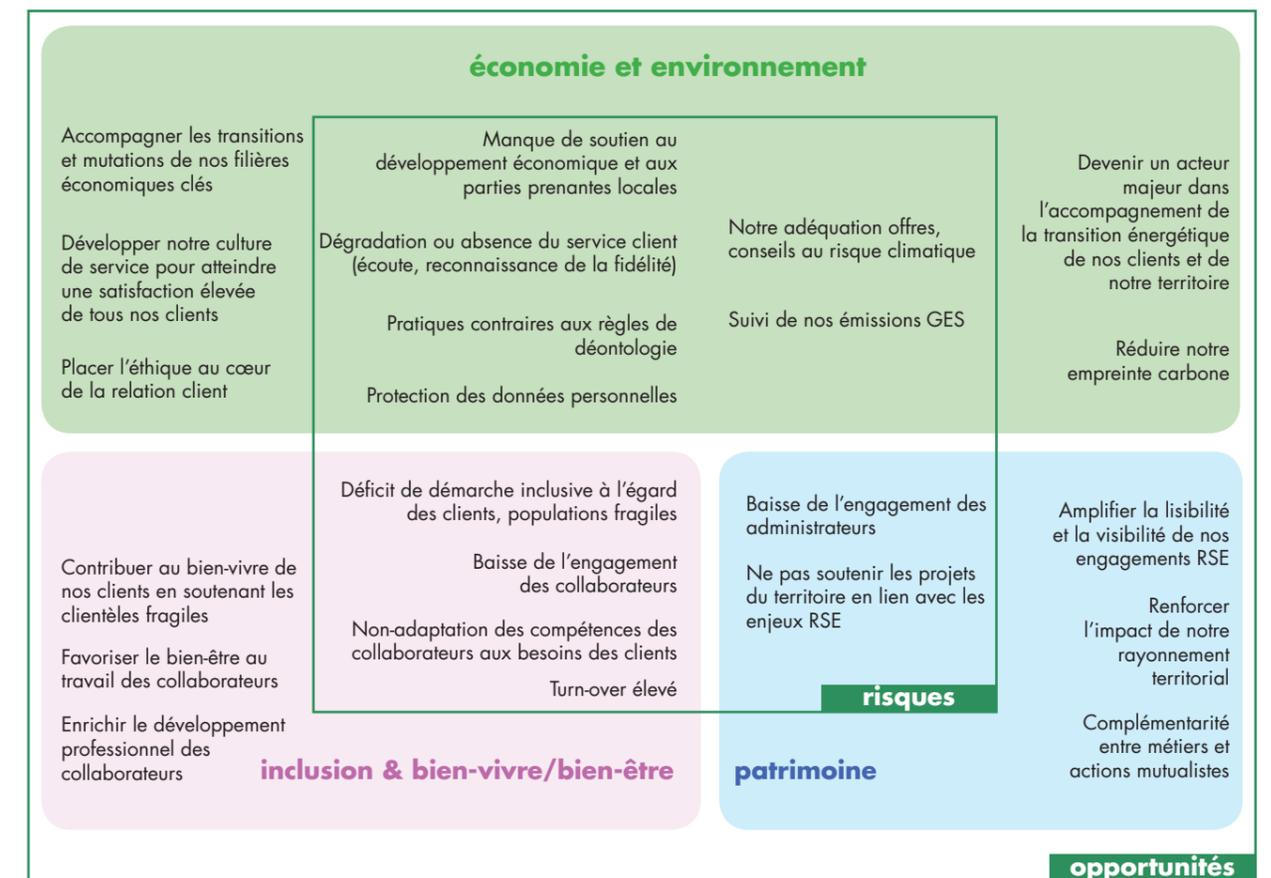 économie et environnement
Accompagner les transitions
et mutations de nos filières
économiques clés
Développer notre culture
de service pour atteindre
une satisfaction élevée
de tous nos clients
Placer l'éthique au cœur
de la relation client
Manque de soutien au
développement économique et aux
parties prenantes locales
Dégradation ou absence du service client
(écoute, reconnaissance de la fidélité)
Pratiques contraires aux règles de
déontologie
Protection des données personnelles
Notre adéquation offres,
conseils au risque climatique
Suivi de nos émissions GES
Devenir un acteur
majeur dans
l'accompagnement de
la transition énergétique
de nos clients et de
notre territoire
Réduire notre
empreinte carbone
Contribuer au bien-vivre de
nos clients en soutenant les
clientèles fragiles
Favoriser le bien-être au
travail des collaborateurs
Enrichir le développement
professionnel des
collaborateurs
Déficit de démarche inclusive à l'égard
des clients, populations fragiles
Baisse de l'engagement
des collaborateurs
Non-adaptation des compétences des
collaborateurs aux besoins des clients
Turn-over élevé
inclusion & bien-vivre/bien-être
Baisse de l'engagement des
administrateurs
Ne pas soutenir les projets
du territoire en lien avec les
enjeux RSE
risques
patrimoine
Amplifier la lisibilité
et la visibilité de nos
engagements RSE
Renforcer
l'impact de notre
rayonnement
territorial
Complémentarité
entre métiers et
actions mutualistes
opportunités